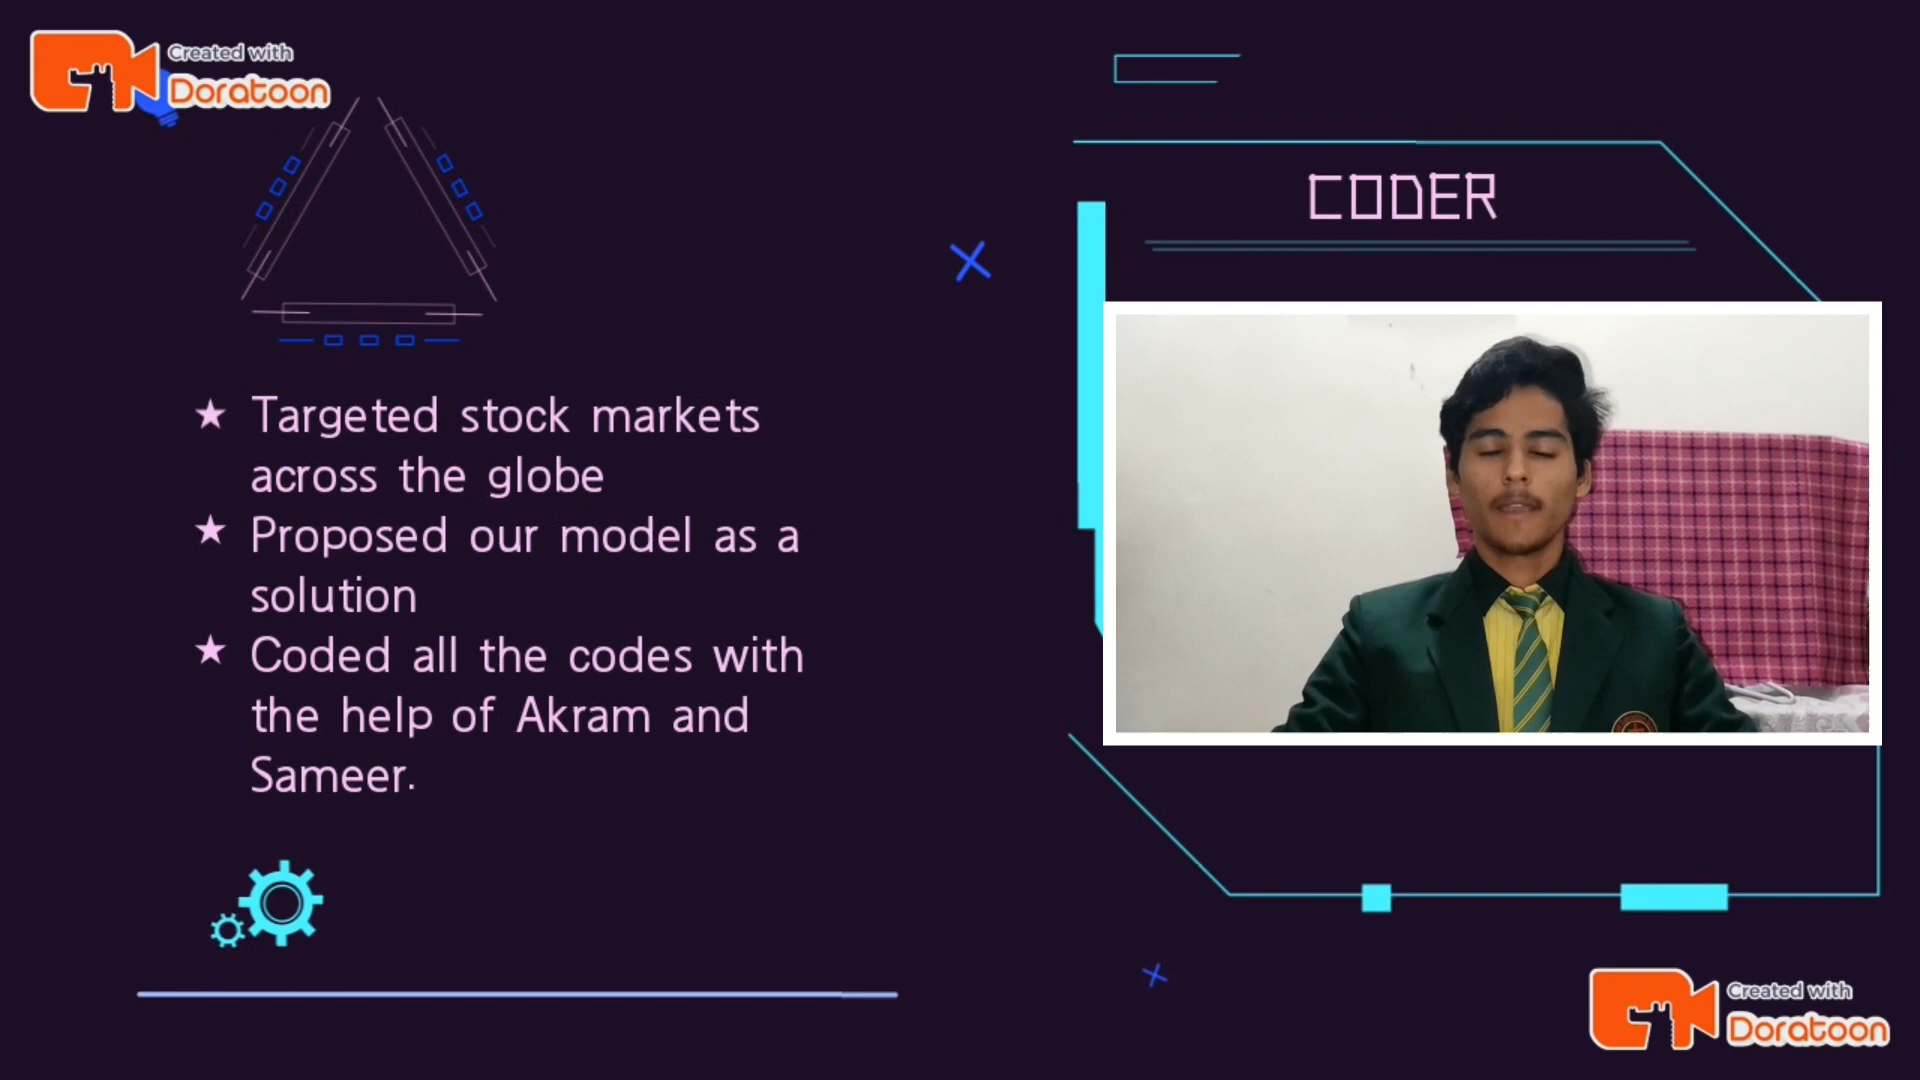 Created with
Doratoon
CODER
Targeted stock markets
across the globe
Proposed our model as a
solution
Coded all the codes with
the help of Akram and
Sameer.
Created with
Doratoon